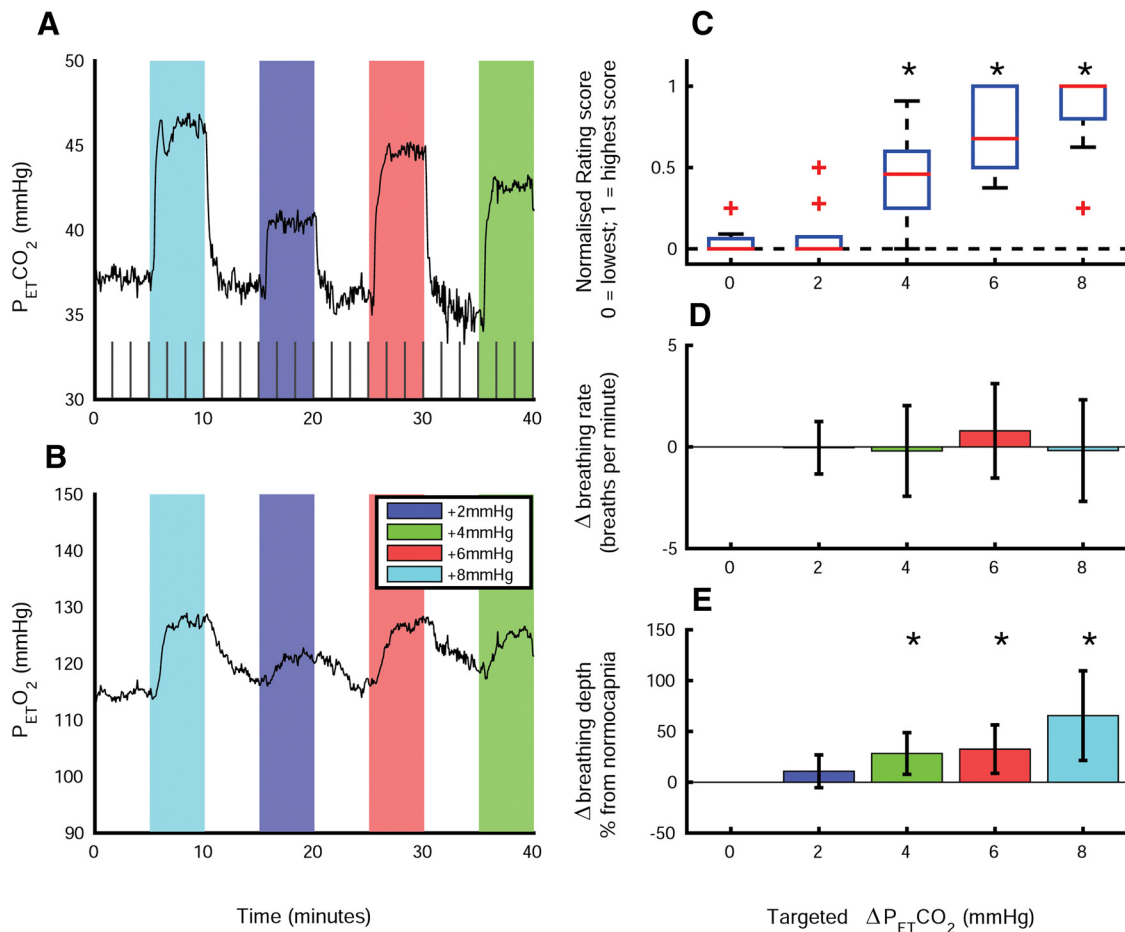 A
50
45
40
35
30
P_ETCO_2 (mmHg)
0 10 20 30 40
B
150
140
130
120
110
100
90
P_ETO_2 (mmHg)
+2mmHg
+4mmHg
+6mmHg
+8mmHg
0 10 20 30 40
Time (minutes)
C
Normalised Rating score
0 = lowest; 1 = highest score
* * *
1
0.5
0
0 2 4 6 8
D
Δ breathing rate
(breaths per minute)
5
0
-5
0 2 4 6 8
E
Δ breathing depth
% from normocapnia
150
100
50
0
-50
* * *
0 2 4 6 8
Targeted ΔP_ETCO_2 (mmHg)